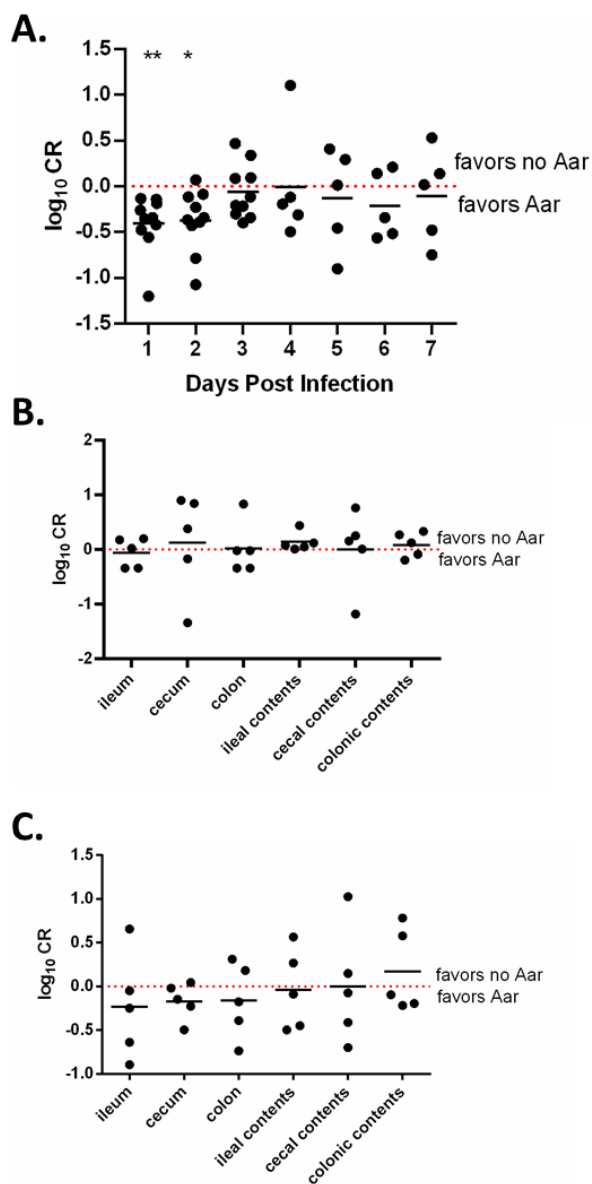 A.
** *
1.5
1.0
0.5
0.0
-0.5
-1.0
-1.5
log10 CR
favors no Aar
favors Aar
1 2 3 4 5 6 7
Days Post Infection
B.
2
1
0
-1
-2
log10 CR
favors no Aar
favors Aar
ileum cecum colon ileal contents cecal contents colonic contents
C.
1.5
1.0
0.5
0.0
-0.5
-1.0
log10 CR
favors no Aar
favors Aar
ileum cecum colon ileal contents cecal contents colonic contents